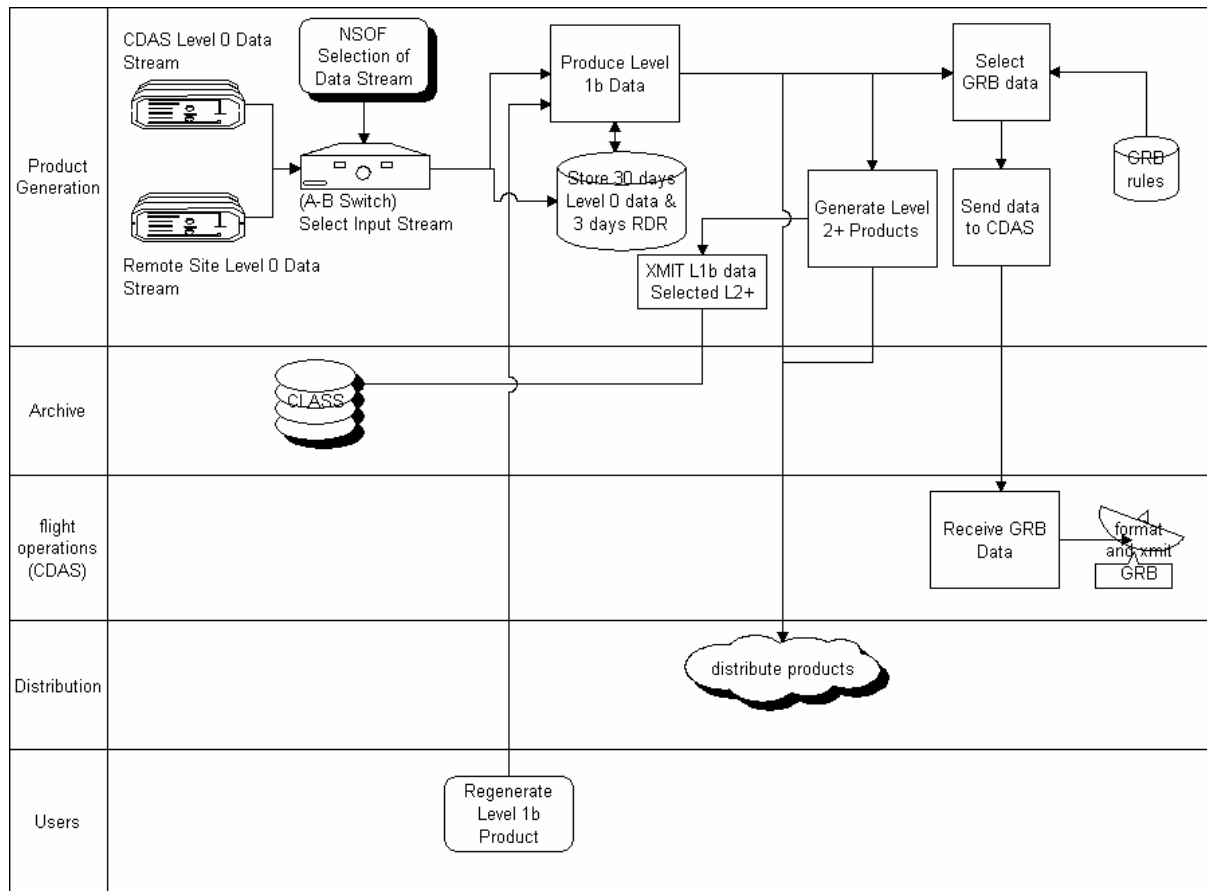 CDAS Level 0 Data
Stream
NSOF
Selection of
Data Stream
Produce Level
1b Data
Select
GRB data
Product
Generation
(A-B Switch)
Select Input Stream
Store 30 days
Level 0 data &
3 days RDR
Generate Level
2+ Products
Send data
to CDAS
GRB
rules
Remote Site Level 0 Data
Stream
XMIT L1b data
Selected L2+
Archive
CLASS
flight
operations
(CDAS)
Receive GRB
Data
format
and xmit
GRB
Distribution
distribute products
Users
Regenerate
Level 1b
Product